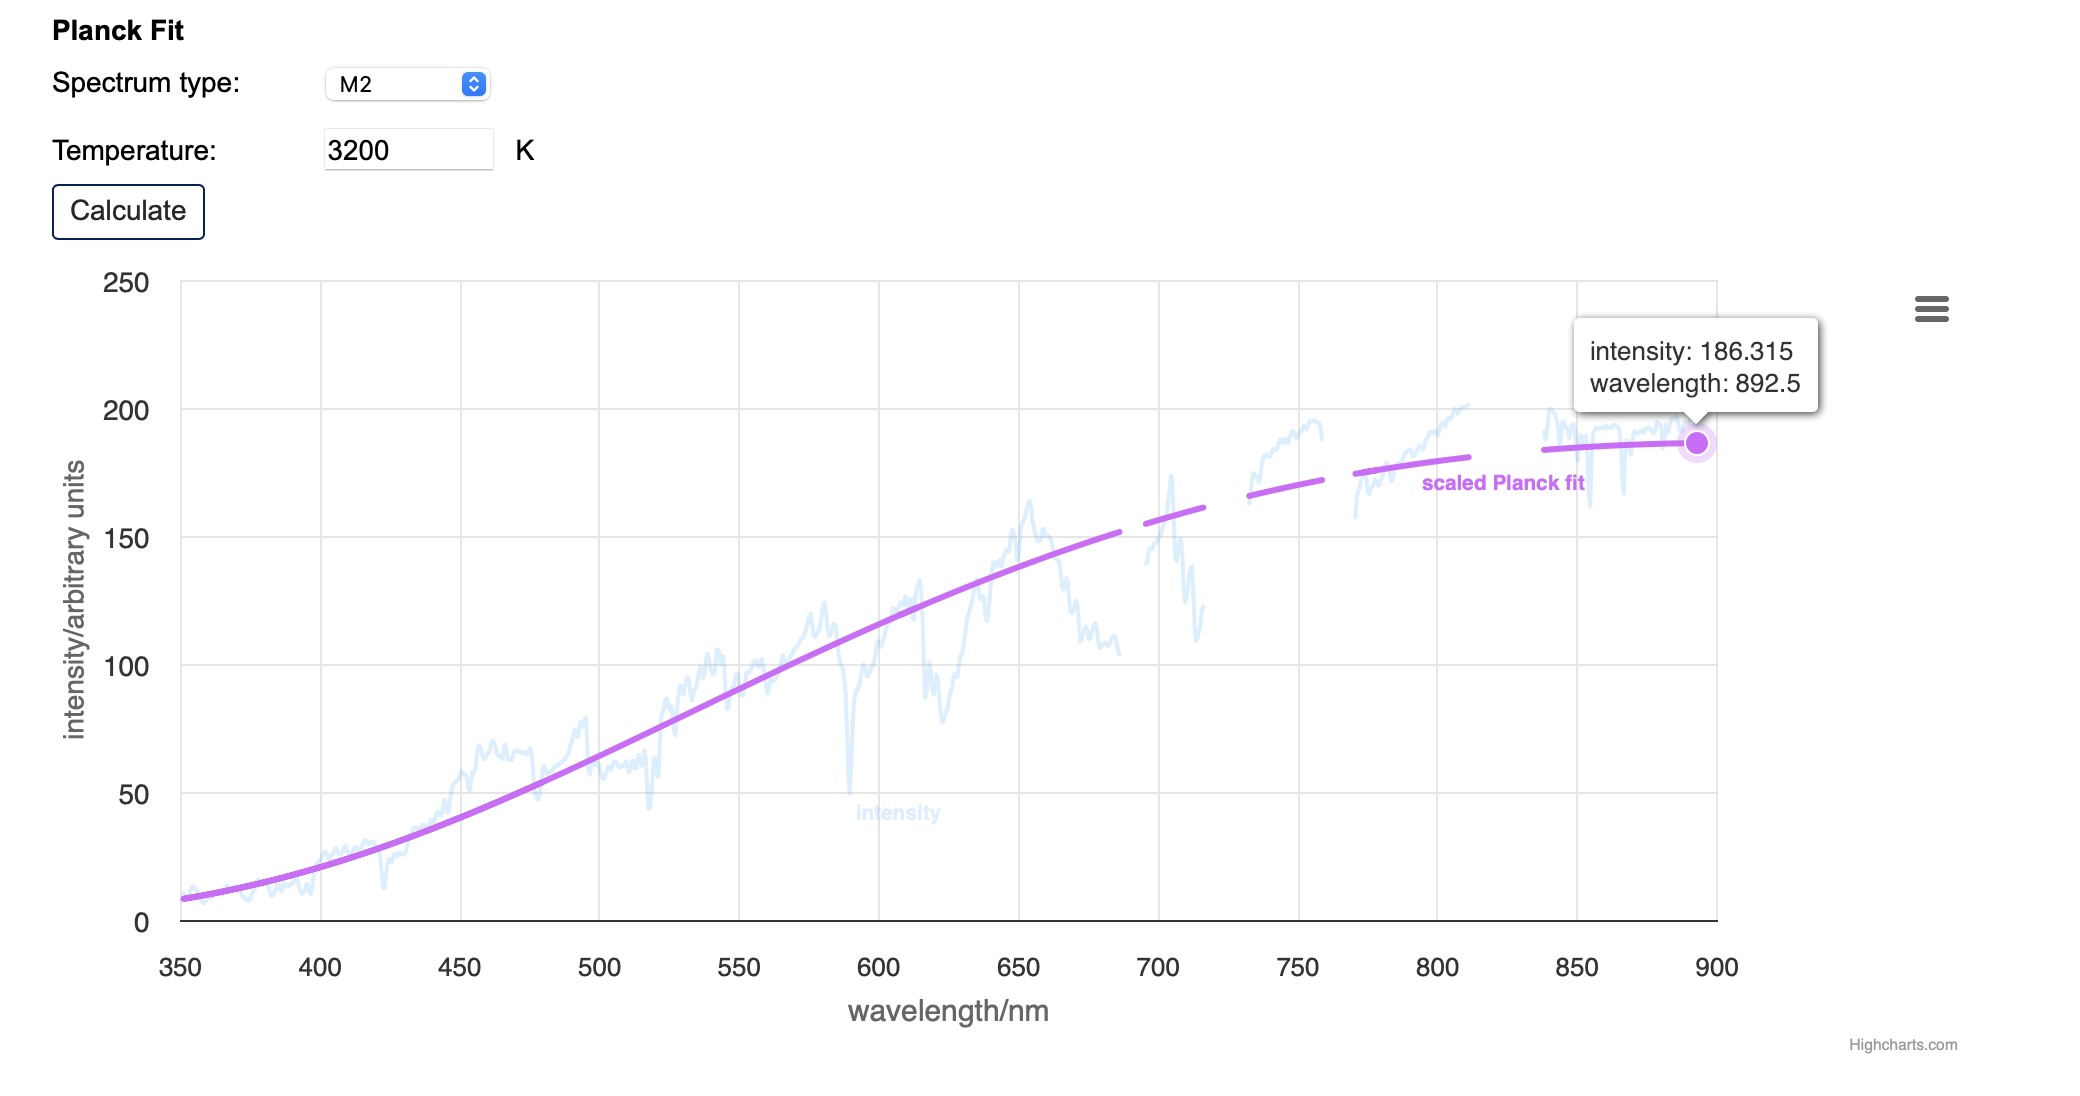 Planck Fit
Spectrum type: M2
Temperature: 3200 K
Calculate
250
200
150
100
50
0
intensity/arbitrary units
intensity: 186.315
wavelength: 892.5
scaled Planck fit
intensity
350 400 450 500 550 600 650 700 750 800 850 900
wavelength/nm
Highcharts.com